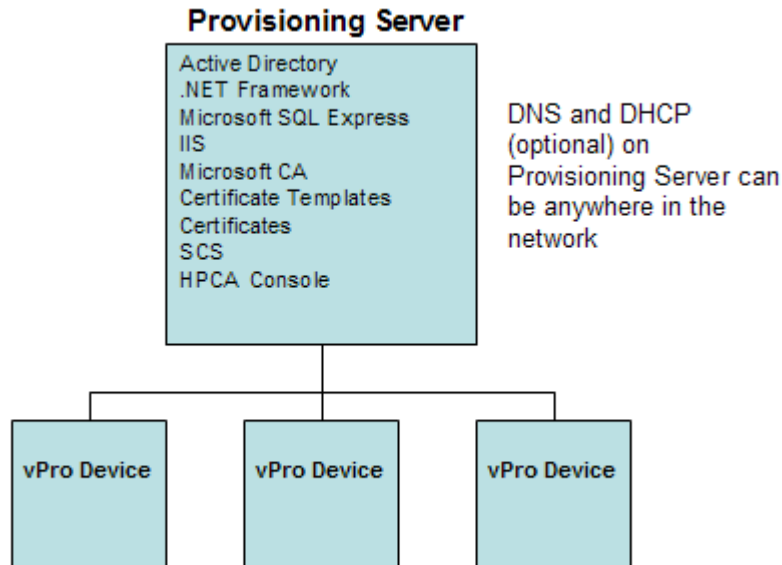 Provisioning Server
Active Directory
.NET Framework
Microsoft SQL Express
IIS
Microsoft CA
Certificate Templates
Certificates
SCS
HPCA Console
DNS and DHCP
(optional) on
Provisioning Server can
be anywhere in the
network
vPro Device
vPro Device
vPro Device